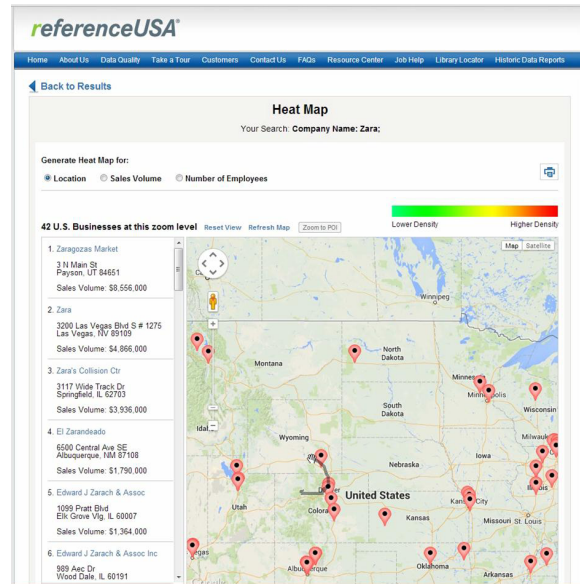 referenceUSA®
Home About Us Data Quality Take a Tour Customers Contact Us FAQs Resource Center Job Help Library Locator Historic Data Reports
Back to Results
Heat Map
Your Search: Company Name: Zara;
Generate Heat Map for:
Location Sales Volume Number of Employees
Lower Density Higher Density
42 U.S. Businesses at this zoom level Reset View Refresh Map Zoom to POI
1. Zaragozas Market
3 N Main St
Payson, UT 84651
Sales Volume: $8,556,000
2. Zara
3200 Las Vegas Blvd S # 1275
Las Vegas, NV 89109
Sales Volume: $4,866,000
3. Zara's Collision Ctr
3117 Wide Track Dr
Springfield, IL 62703
Sales Volume: $3,936,000
4. El Zarandeado
6500 Central Ave SE
Albuquerque, NM 87108
Sales Volume: $1,790,000
5. Edward J Zarach & Assoc
1099 Pratt Blvd
Elk Grove Vlg, IL 60007
Sales Volume: $1,364,000
6. Edward J Zarach & Assoc Inc
989 Aec Dr
Wood Dale, IL 60191
Map Satellite
Winnipeg
North
Dakota
Montana
South
Dakota
Wisconsin
Wyoming
Iowa
Nebraska
United States
Utah
Kansas
Missouri St. Louis
Oklahoma
Arkansas